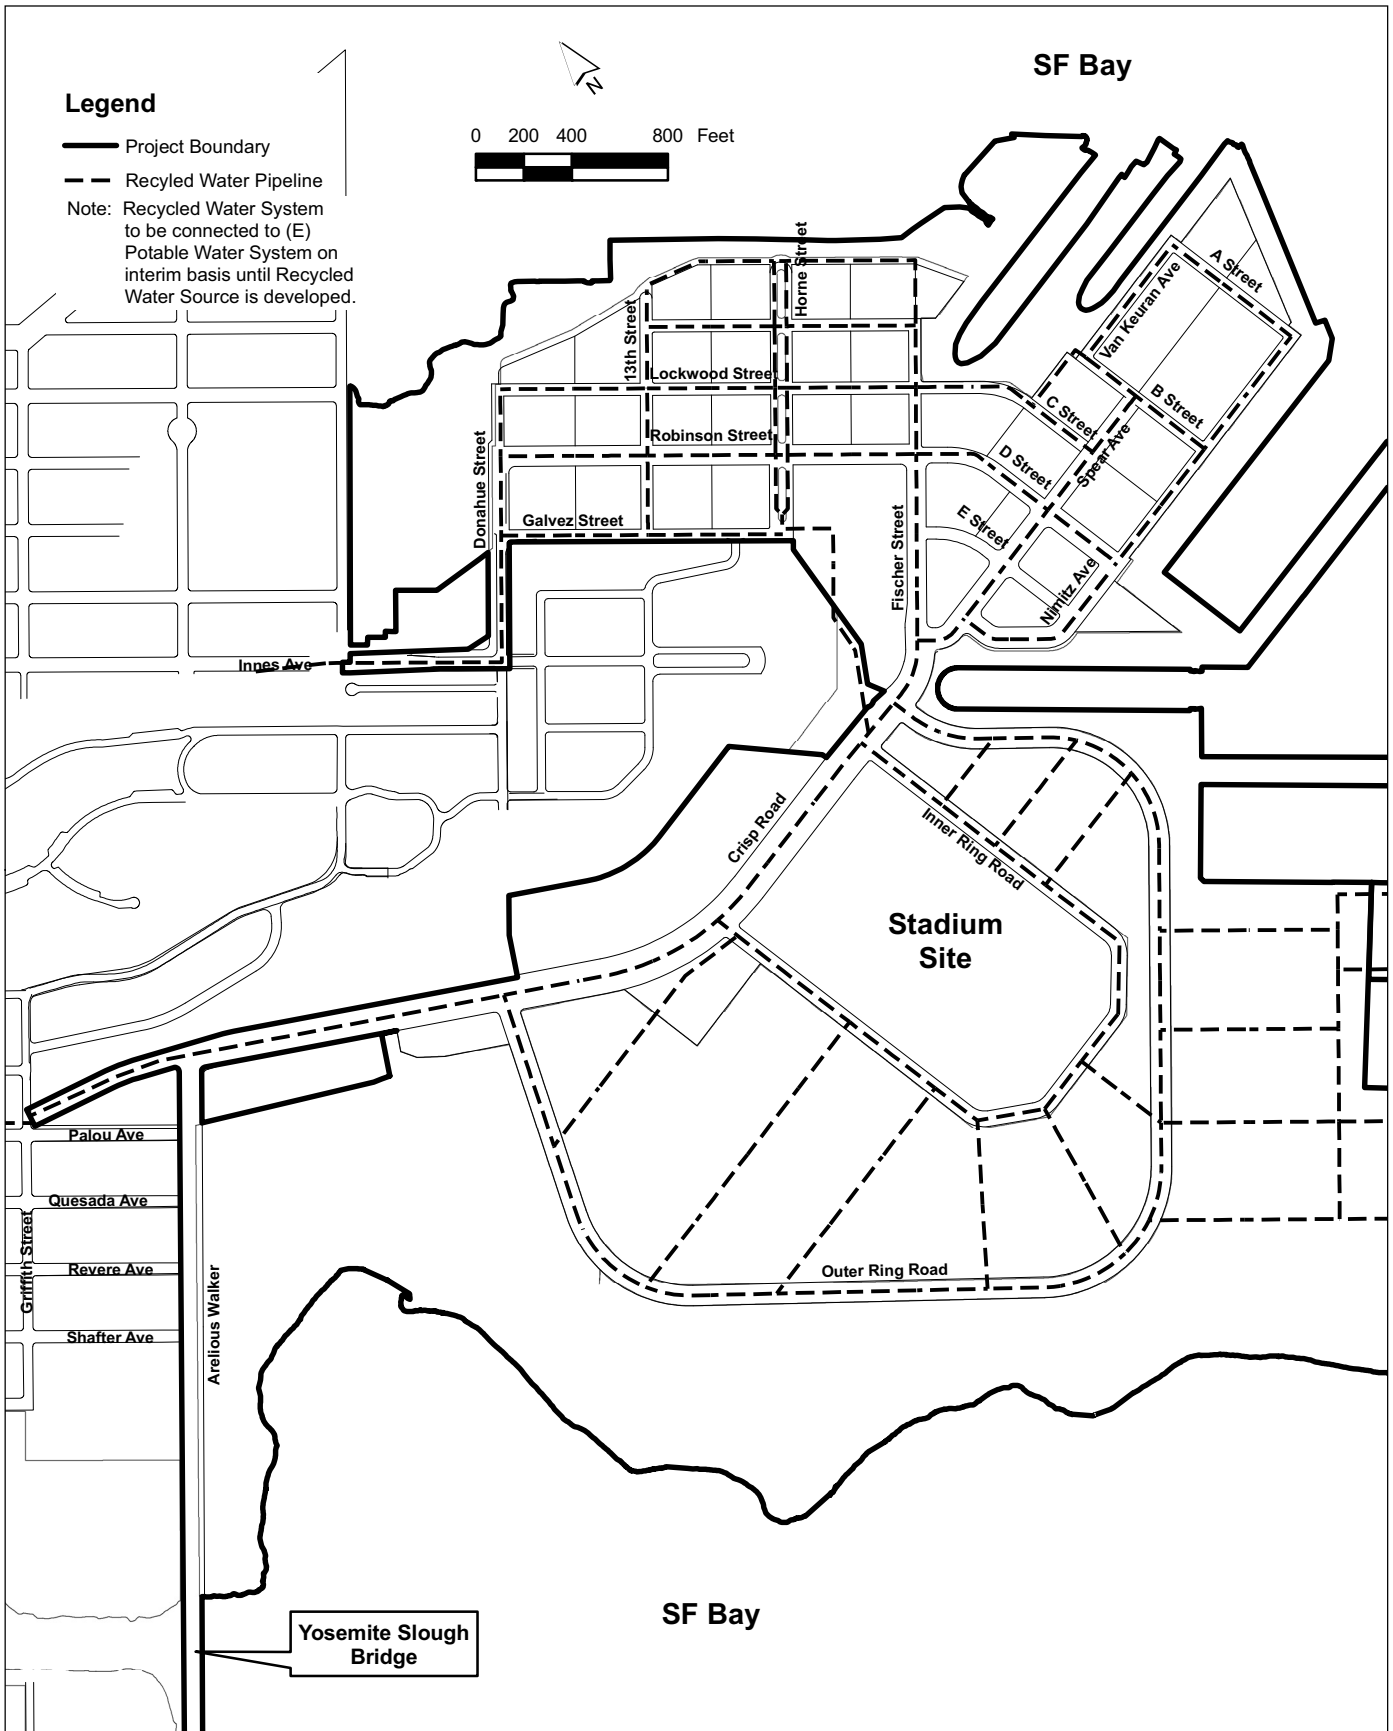 SF Bay
Legend
Project Boundary
Recyled Water Pipeline
Note: Recycled Water System
to be connected to (E)
Potable Water System on
interim basis until Recycled
Water Source is developed.
N
0 200 400 800 Feet
Horne Street
13th Street
Lockwood Street
Robinson Street
Galvez Street
Donahue Street
Fischer Street
A Street
Van Keuran Ave
B Street
C Street
Spear Ave
D Street
E Street
Nimitz Ave
Innes Ave
Crisp Road
Inner Ring Road
Stadium
Site
Outer Ring Road
Palou Ave
Quesada Ave
Griffith Street
Revere Ave
Shafter Ave
Arelious Walker
SF Bay
Yosemite Slough
Bridge